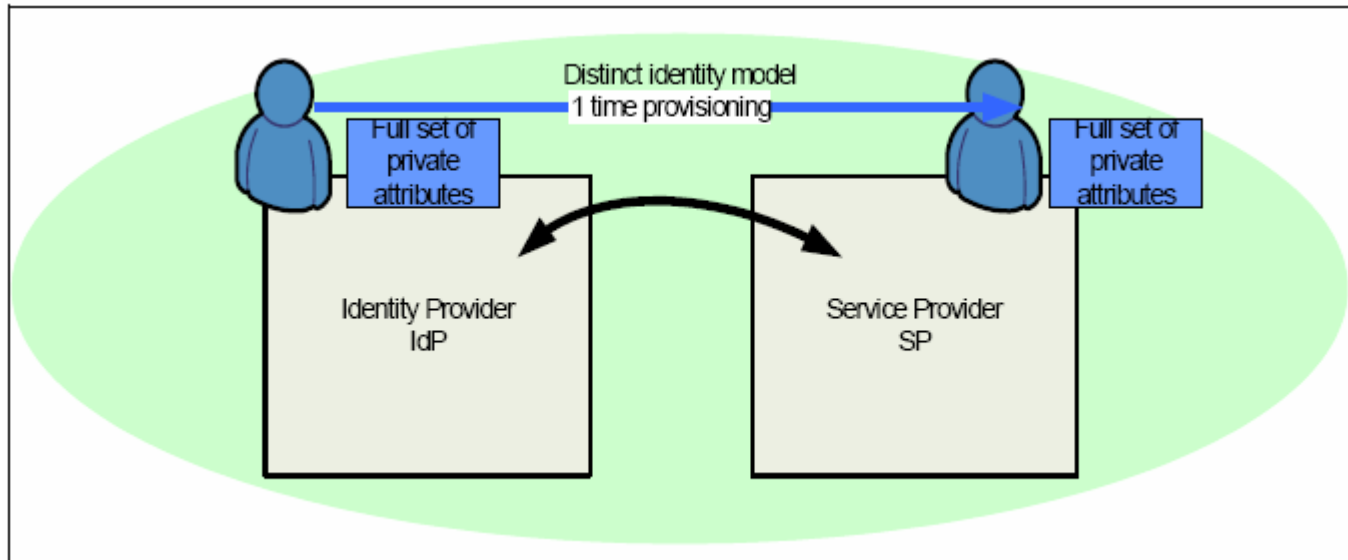 Distinct identity model
1 time provisioning
Full set of
private
attributes
Full set of
private
attributes
Identity Provider
IdP
Service Provider
SP